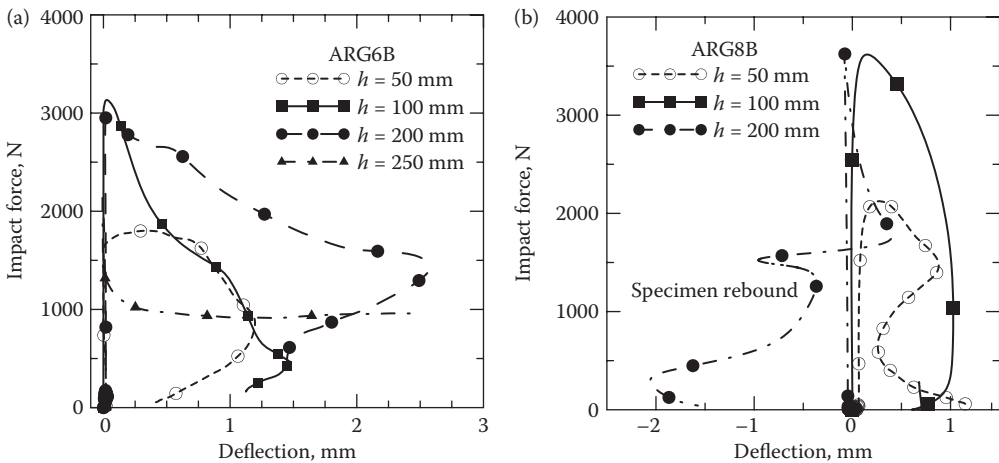 (a)
4000
3000
2000
1000
0
Impact force, N
ARG6B
h = 50 mm
h = 100 mm
h = 200 mm
h = 250 mm
0 1 2 3
Deflection, mm
(b)
4000
3000
2000
1000
0
Impact force, N
ARG8B
h = 50 mm
h = 100 mm
h = 200 mm
Specimen rebound
−2 −1 0 1
Deflection, mm